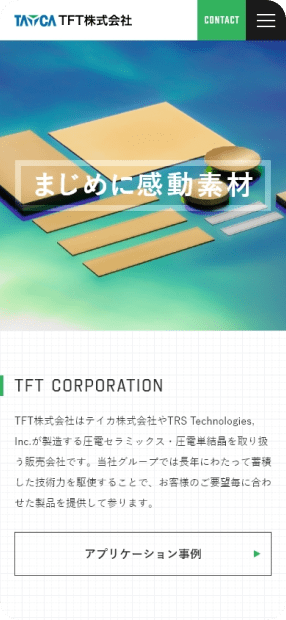 TAYCA TFT株式会社
CONTACT
まじめに感動素材
TFT CORPORATION
TFT株式会社はテイカ株式会社やTRS Technologies,
Inc.が製造する圧電セラミックス・圧電単結晶を取り扱
う販売会社です。当社グループでは長年にわたって蓄積
した技術力を駆使することで、お客様のご要望毎に合わ
せた製品を提供して参ります。
アプリケーション事例